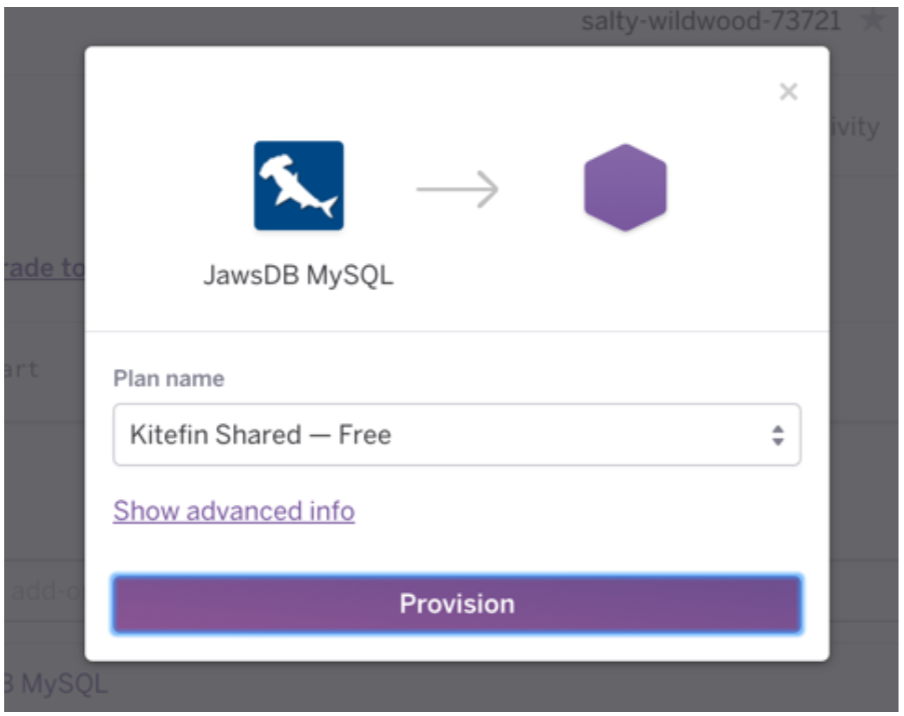 salty-wildwood-73721
ivity
JawsDB MySQL
rade to
art
Plan name
Kitefin Shared — Free
Show advanced info
add-o
Provision
MySQL